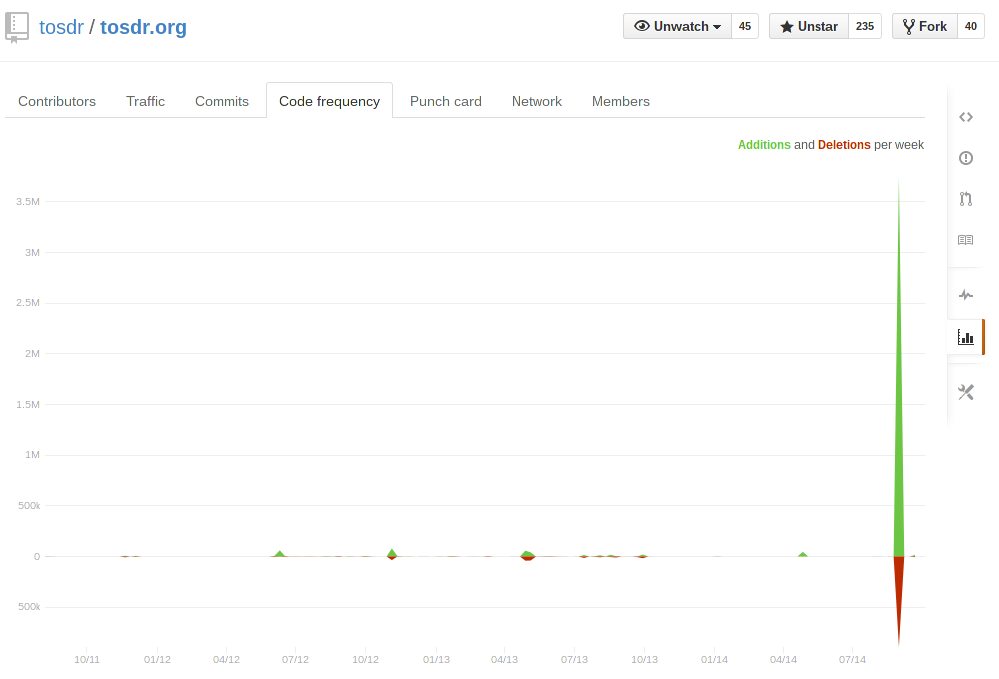 tosdr / tosdr.org
Unwatch 45 Unstar 235 Fork 40
Contributors Traffic Commits Code frequency Punch card Network Members
Additions and Deletions per week
3.5M
3M
2.5M
2M
1.5M
1M
500k
0
500k
10/11 01/12 04/12 07/12 10/12 01/13 04/13 07/13 10/13 01/14 04/14 07/14